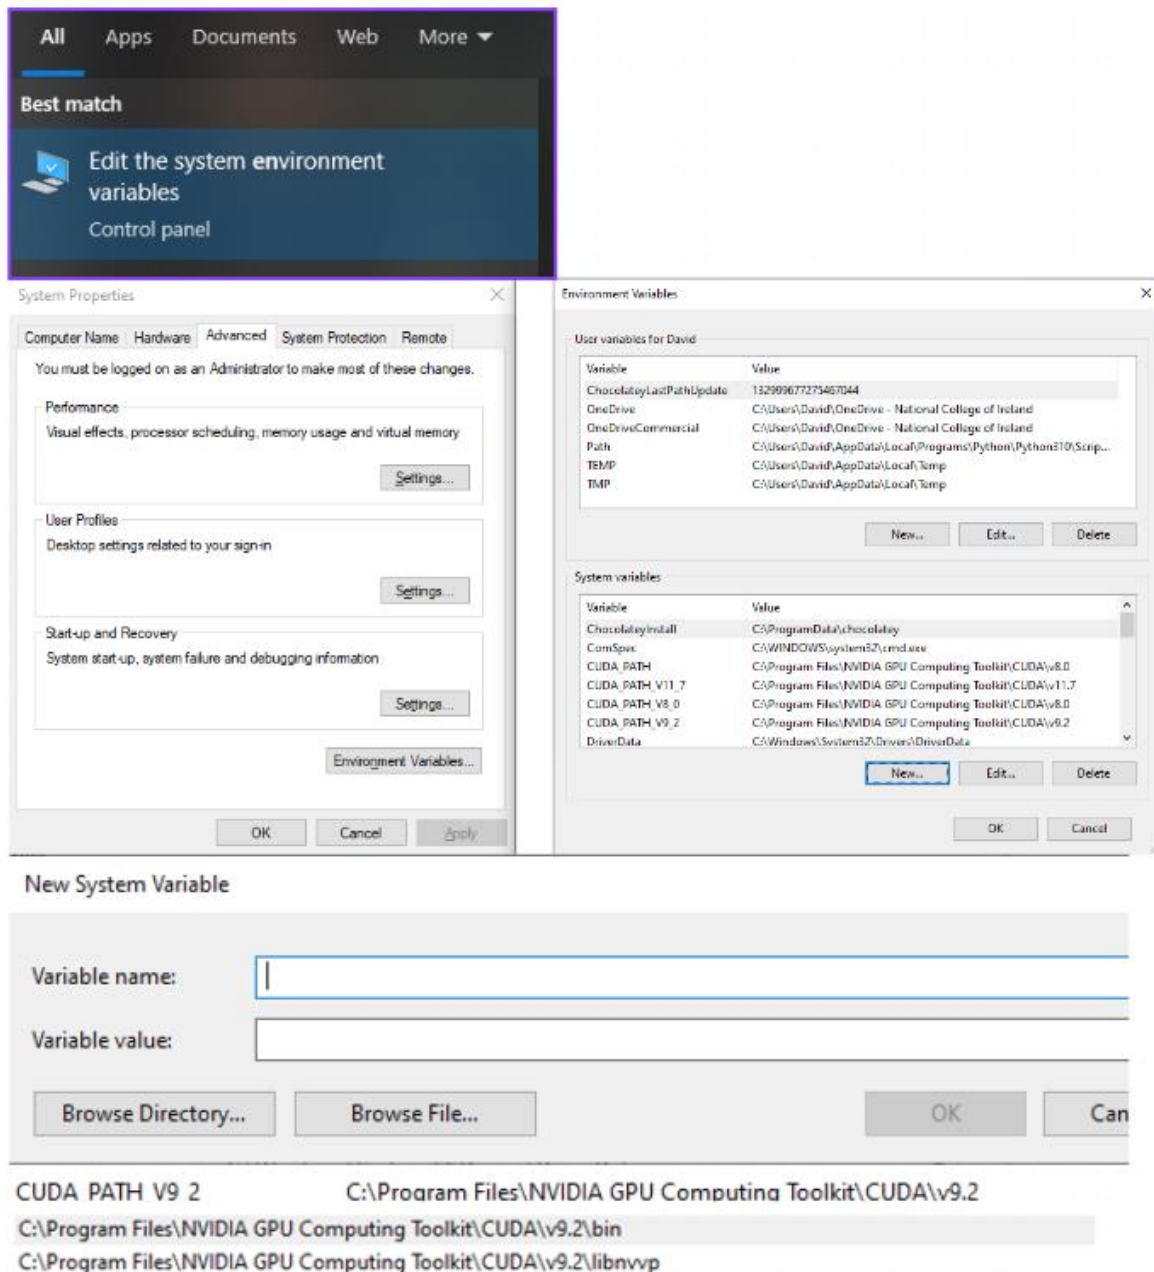 All Apps Documents Web More
Best match
Edit the system environment
variables
Control panel
System Properties
Computer Name Hardware Advanced System Protection Remote
You must be logged on as an Administrator to make most of these changes.
Performance
Visual effects, processor scheduling, memory usage and virtual memory
Settings...
User Profiles
Desktop settings related to your sign-in
Settings...
Start-up and Recovery
System start-up, system failure and debugging information
Settings...
Environment Variables...
OK Cancel Apply
Environment Variables
User variables for David
Variable Value
ChocolateyLastPathUpdate 132999677275467044
OneDrive C:\Users\David\OneDrive - National College of Ireland
OneDriveCommercial C:\Users\David\OneDrive - National College of Ireland
Path C:\Users\David\AppData\Local\Programs\Python\Python310\Scrip...
TEMP C:\Users\David\AppData\Local\Temp
TMP C:\Users\David\AppData\Local\Temp
New... Edit... Delete
System variables
Variable Value
ChocolateyInstall C:\ProgramData\chocolatey
ComSpec C:\WINDOWS\system32\cmd.exe
CUDA_PATH C:\Program Files\NVIDIA GPU Computing Toolkit\CUDA\v8.0
CUDA_PATH_V11_7 C:\Program Files\NVIDIA GPU Computing Toolkit\CUDA\v11.7
CUDA_PATH_V8_0 C:\Program Files\NVIDIA GPU Computing Toolkit\CUDA\v8.0
CUDA_PATH_V9_2 C:\Program Files\NVIDIA GPU Computing Toolkit\CUDA\v9.2
DriverData C:\Windows\System32\Drivers\DriverData
New... Edit... Delete
OK Cancel
New System Variable
Variable name:
Variable value:
Browse Directory... Browse File... OK Can
CUDA_PATH_V9_2 C:\Program Files\NVIDIA GPU Computing Toolkit\CUDA\v9.2
C:\Program Files\NVIDIA GPU Computing Toolkit\CUDA\v9.2\bin
C:\Program Files\NVIDIA GPU Computing Toolkit\CUDA\v9.2\libnvvp